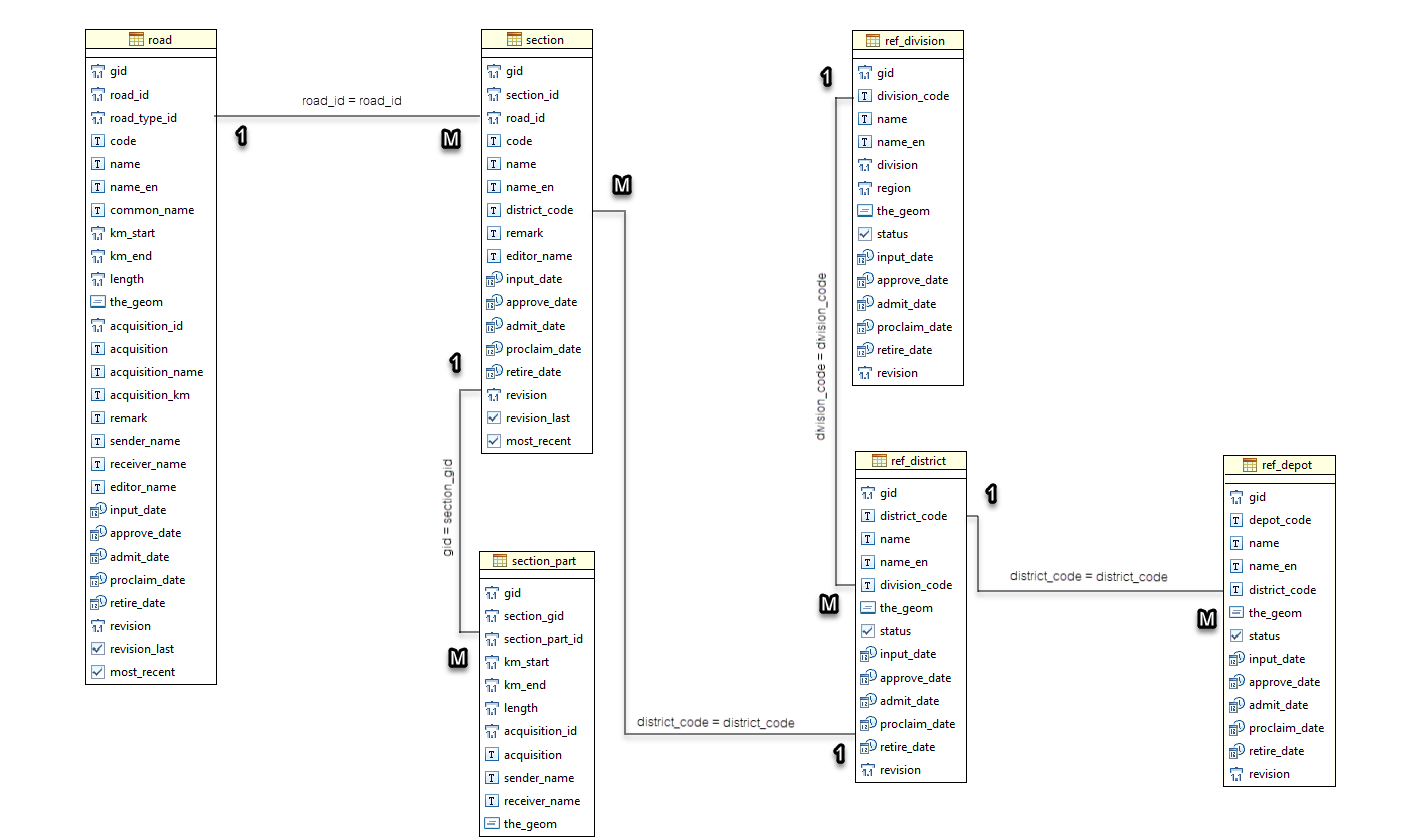 road
gid
road_id
road_type_id
code
name
name_en
common_name
km_start
km_end
length
the_geom
acquisition_id
acquisition
acquisition_name
acquisition_km
remark
sender_name
receiver_name
editor_name
input_date
approve_date
admit_date
proclaim_date
retire_date
revision
revision_last
most_recent
road_id = road_id
1
M
section
gid
section_id
road_id
code
name
name_en
district_code
remark
editor_name
input_date
approve_date
admit_date
proclaim_date
retire_date
revision
revision_last
most_recent
M
1
gid = section_gid
M
section_part
gid
section_gid
section_part_id
km_start
km_end
length
acquisition_id
acquisition
sender_name
receiver_name
the_geom
district_code = district_code
1
ref_division
gid
division_code
name
name_en
division
region
the_geom
status
input_date
approve_date
admit_date
proclaim_date
retire_date
revision
1
division_code = division_code
M
ref_district
gid
district_code
name
name_en
division_code
the_geom
status
input_date
approve_date
admit_date
proclaim_date
retire_date
revision
1
district_code = district_code
M
ref_depot
gid
depot_code
name
name_en
district_code
the_geom
status
input_date
approve_date
admit_date
proclaim_date
retire_date
revision